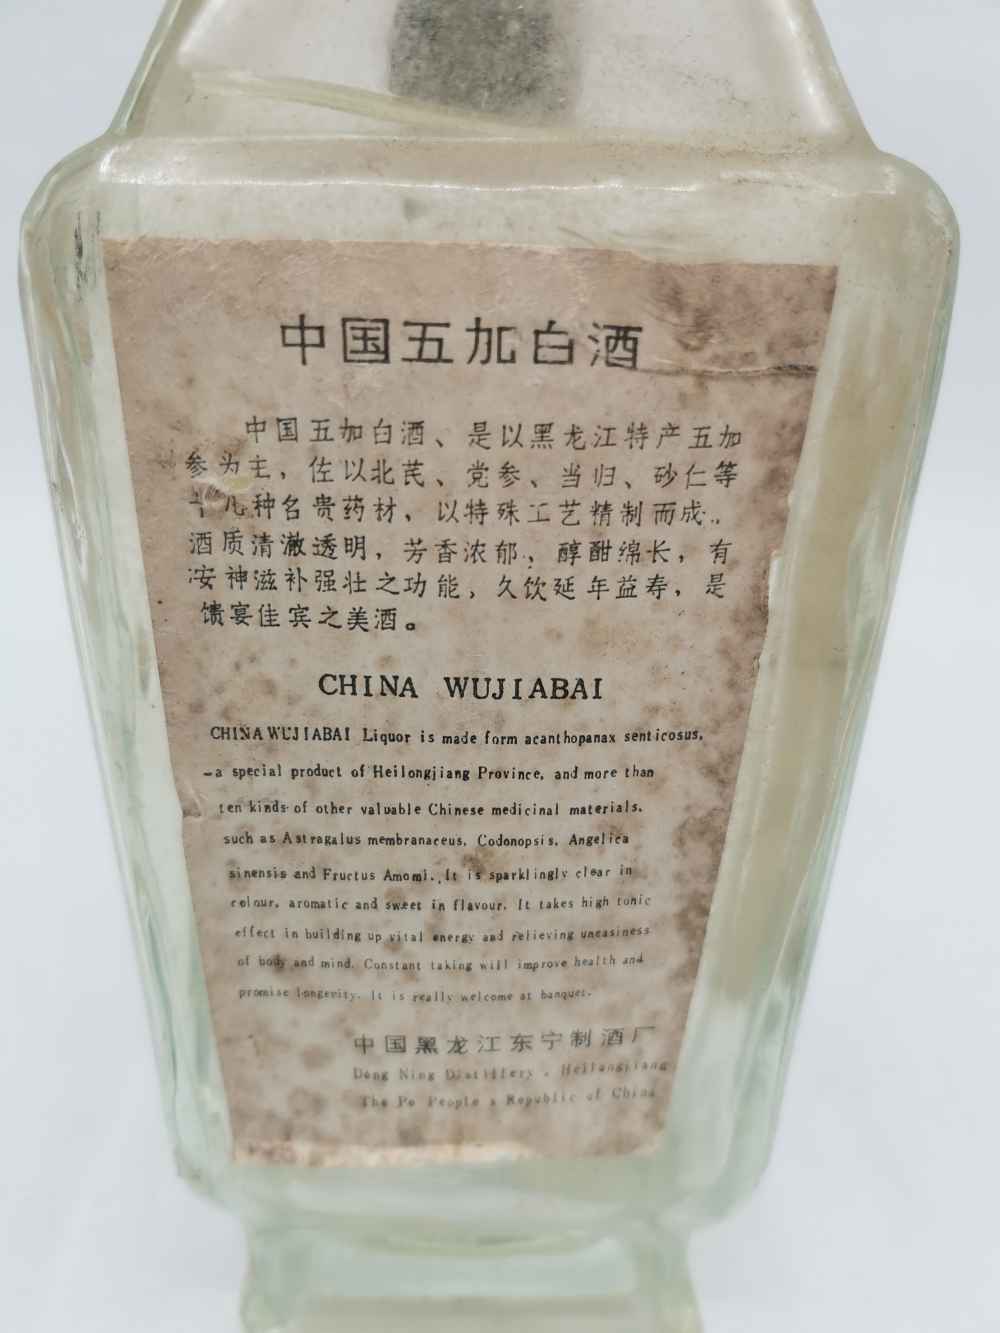 中国五加白酒
中国五加白酒、是以黑龙江特产五加
参为主，佐以北芪、党参、当归、砂仁等
十几种名贵药材，以特殊工艺精制而成.
酒质清澈透明，芳香浓郁，醇酣绵长，有
安神滋补强壮之功能，久饮延年益寿，是
馈宴佳宾之美酒。
CHINA WUJIABAI
CHINA WUJIABAI Liquor is made form acanthopanax senticosus,
-a special product of Heilongjiang Province, and more than
ten kinds of other valuable Chinese medicinal materials.
such as Astragalus membranaceus, Codonopsis, Angelica
sinensis and Fructus Amomi. It is sparklingly clear in
colour, aromatic and sweet in flavour. It takes high tonic
effect in building up vital energy and relieving uneasiness
of body and mind. Constant taking will improve health and
promise longevity. It is really welcome at banquet.
中国黑龙江东宁制酒厂
Dong Ning Distillery . Heilongjiang
The Pe People s Republic of China